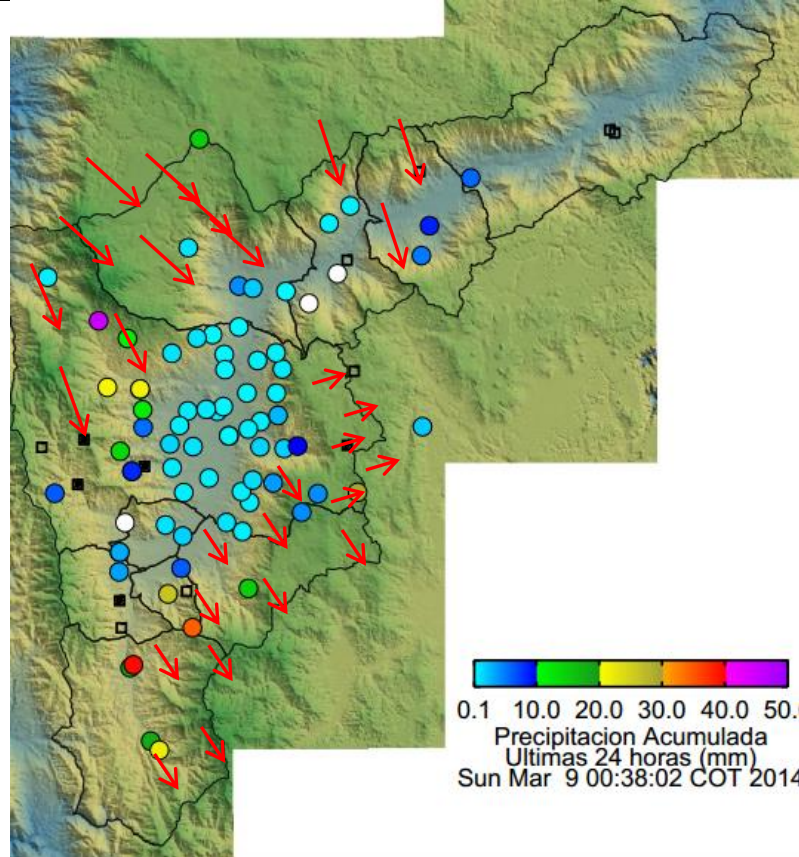 0.1 10.0 20.0 30.0 40.0 50.
Precipitacion Acumulada
Ultimas 24 horas (mm)
Sun Mar 9 00:38:02 COT 2014